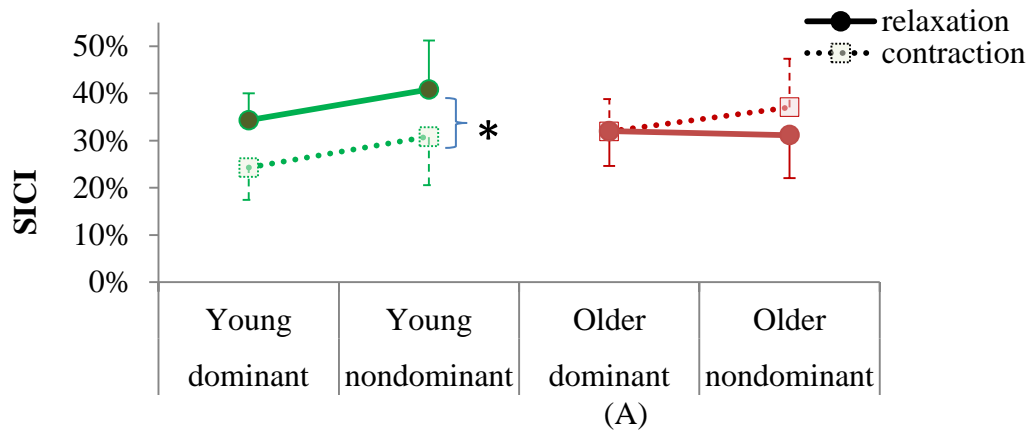 relaxation
contraction
50%
40%
30%
20%
10%
0%
SICI
*
Young Young Older Older
dominant nondominant dominant nondominant
(A)